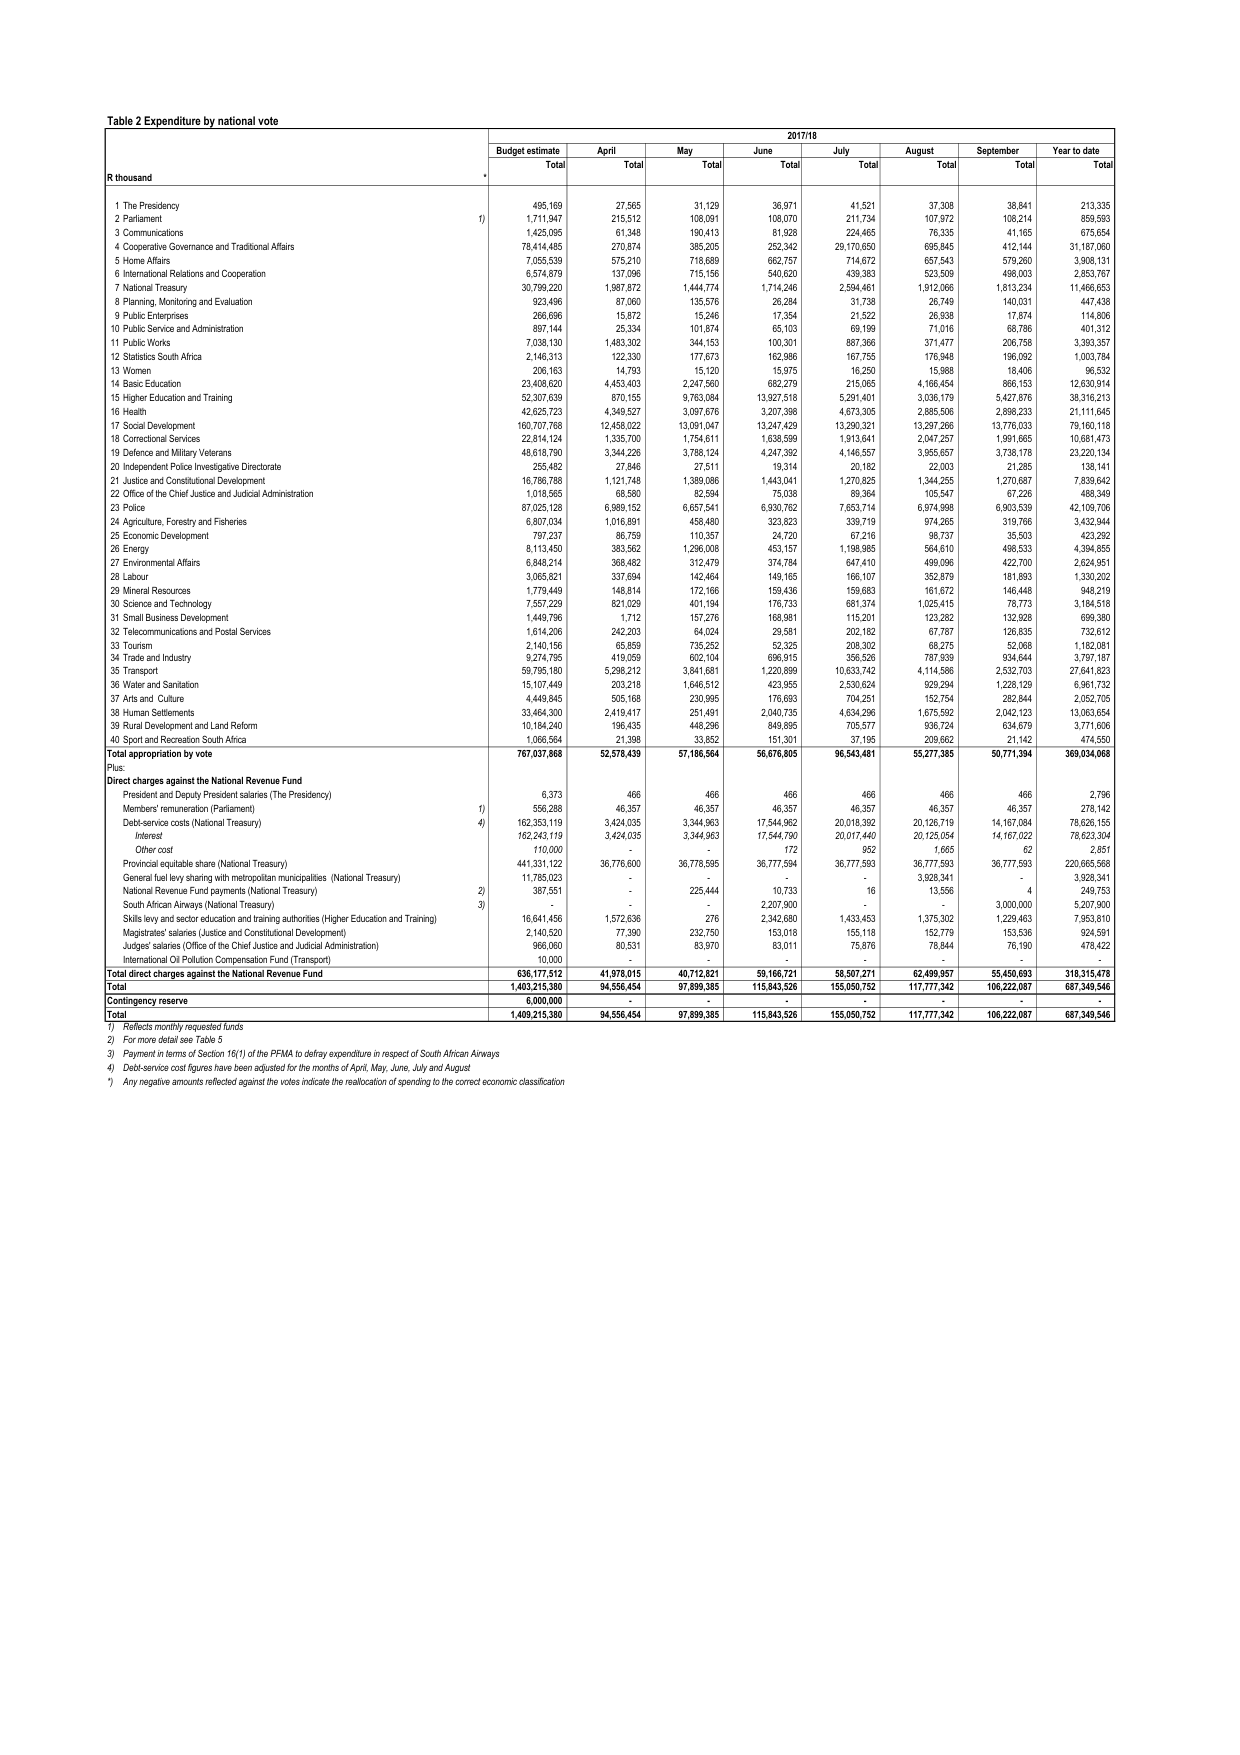 Table 2 Expenditure by national vote
2017/18
Budget estimate April May June July August September Year to date
Total Total Total Total Total Total Total Total
R thousand *
1 The Presidency 495,169 27,565 31,129 36,971 41,521 37,308 38,841 213,335
2 Parliament 1) 1,711,947 215,512 108,091 108,070 211,734 107,972 108,214 859,593
3 Communications 1,425,095 61,348 190,413 81,928 224,465 76,335 41,165 675,654
4 Cooperative Governance and Traditional Affairs 78,414,485 270,874 385,205 252,342 29,170,650 695,845 412,144 31,187,060
5 Home Affairs 7,055,539 575,210 718,689 662,757 714,672 657,543 579,260 3,908,131
6 International Relations and Cooperation 6,574,879 137,096 715,156 540,620 439,383 523,509 498,003 2,853,767
7 National Treasury 30,799,220 1,987,872 1,444,774 1,714,246 2,594,461 1,912,066 1,813,234 11,466,653
8 Planning, Monitoring and Evaluation 923,496 87,060 135,576 26,284 31,738 26,749 140,031 447,438
9 Public Enterprises 266,696 15,872 15,246 17,354 21,522 26,938 17,874 114,806
10 Public Service and Administration 897,144 25,334 101,874 65,103 69,199 71,016 68,786 401,312
11 Public Works 7,038,130 1,483,302 344,153 100,301 887,366 371,477 206,758 3,393,357
12 Statistics South Africa 2,146,313 122,330 177,673 162,986 167,755 176,948 196,092 1,003,784
13 Women 206,163 14,793 15,120 15,975 16,250 15,988 18,406 96,532
14 Basic Education 23,408,620 4,453,403 2,247,560 682,279 215,065 4,166,454 866,153 12,630,914
15 Higher Education and Training 52,307,639 870,155 9,763,084 13,927,518 5,291,401 3,036,179 5,427,876 38,316,213
16 Health 42,625,723 4,349,527 3,097,676 3,207,398 4,673,305 2,885,506 2,898,233 21,111,645
17 Social Development 160,707,768 12,458,022 13,091,047 13,247,429 13,290,321 13,297,266 13,776,033 79,160,118
18 Correctional Services 22,814,124 1,335,700 1,754,611 1,638,599 1,913,641 2,047,257 1,991,665 10,681,473
19 Defence and Military Veterans 48,618,790 3,344,226 3,788,124 4,247,392 4,146,557 3,955,657 3,738,178 23,220,134
20 Independent Police Investigative Directorate 255,482 27,846 27,511 19,314 20,182 22,003 21,285 138,141
21 Justice and Constitutional Development 16,786,788 1,121,748 1,389,086 1,443,041 1,270,825 1,344,255 1,270,687 7,839,642
22 Office of the Chief Justice and Judicial Administration 1,018,565 68,580 82,594 75,038 89,364 105,547 67,226 488,349
23 Police 87,025,128 6,989,152 6,657,541 6,930,762 7,653,714 6,974,998 6,903,539 42,109,706
24 Agriculture, Forestry and Fisheries 6,807,034 1,016,891 458,480 323,823 339,719 974,265 319,766 3,432,944
25 Economic Development 797,237 86,759 110,357 24,720 67,216 98,737 35,503 423,292
26 Energy 8,113,450 383,562 1,296,008 453,157 1,198,985 564,610 498,533 4,394,855
27 Environmental Affairs 6,848,214 368,482 312,479 374,784 647,410 499,096 422,700 2,624,951
28 Labour 3,065,821 337,694 142,464 149,165 166,107 352,879 181,893 1,330,202
29 Mineral Resources 1,779,449 148,814 172,166 159,436 159,683 161,672 146,448 948,219
30 Science and Technology 7,557,229 821,029 401,194 176,733 681,374 1,025,415 78,773 3,184,518
31 Small Business Development 1,449,796 1,712 157,276 168,981 115,201 123,282 132,928 699,380
32 Telecommunications and Postal Services 1,614,206 242,203 64,024 29,581 202,182 67,787 126,835 732,612
33 Tourism 2,140,156 65,859 735,252 52,325 208,302 68,275 52,068 1,182,081
34 Trade and Industry 9,274,795 419,059 602,104 696,915 356,526 787,939 934,644 3,797,187
35 Transport 59,795,180 5,298,212 3,841,681 1,220,899 10,633,742 4,114,586 2,532,703 27,641,823
36 Water and Sanitation 15,107,449 203,218 1,646,512 423,955 2,530,624 929,294 1,228,129 6,961,732
37 Arts and Culture 4,449,845 505,168 230,995 176,693 704,251 152,754 282,844 2,052,705
38 Human Settlements 33,464,300 2,419,417 251,491 2,040,735 4,634,296 1,675,592 2,042,123 13,063,654
39 Rural Development and Land Reform 10,184,240 196,435 448,296 849,895 705,577 936,724 634,679 3,771,606
40 Sport and Recreation South Africa 1,066,564 21,398 33,852 151,301 37,195 209,662 21,142 474,550
Total appropriation by vote 767,037,868 52,578,439 57,186,564 56,676,805 96,543,481 55,277,385 50,771,394 369,034,068
Plus:
Direct charges against the National Revenue Fund
President and Deputy President salaries (The Presidency) 6,373 466 466 466 466 466 466 2,796
Members' remuneration (Parliament) 1) 556,288 46,357 46,357 46,357 46,357 46,357 46,357 278,142
Debt-service costs (National Treasury) 4) 162,353,119 3,424,035 3,344,963 17,544,962 20,018,392 20,126,719 14,167,084 78,626,155
Interest 162,243,119 3,424,035 3,344,963 17,544,790 20,017,440 20,125,054 14,167,022 78,623,304
Other cost 110,000 - - 172 952 1,665 62 2,851
Provincial equitable share (National Treasury) 441,331,122 36,776,600 36,778,595 36,777,594 36,777,593 36,777,593 36,777,593 220,665,568
General fuel levy sharing with metropolitan municipalities (National Treasury) 11,785,023 - - - - 3,928,341 - 3,928,341
National Revenue Fund payments (National Treasury) 2) 387,551 - 225,444 10,733 16 13,556 4 249,753
South African Airways (National Treasury) 3) - - - 2,207,900 - - 3,000,000 5,207,900
Skills levy and sector education and training authorities (Higher Education and Training) 16,641,456 1,572,636 276 2,342,680 1,433,453 1,375,302 1,229,463 7,953,810
Magistrates' salaries (Justice and Constitutional Development) 2,140,520 77,390 232,750 153,018 155,118 152,779 153,536 924,591
Judges' salaries (Office of the Chief Justice and Judicial Administration) 966,060 80,531 83,970 83,011 75,876 78,844 76,190 478,422
International Oil Pollution Compensation Fund (Transport) 10,000 - - - - - - -
Total direct charges against the National Revenue Fund 636,177,512 41,978,015 40,712,821 59,166,721 58,507,271 62,499,957 55,450,693 318,315,478
Total 1,403,215,380 94,556,454 97,899,385 115,843,526 155,050,752 117,777,342 106,222,087 687,349,546
Contingency reserve 6,000,000 - - - - - - -
Total 1,409,215,380 94,556,454 97,899,385 115,843,526 155,050,752 117,777,342 106,222,087 687,349,546
1) Reflects monthly requested funds
2) For more detail see Table 5
3) Payment in terms of Section 16(1) of the PFMA to defray expenditure in respect of South African Airways
4) Debt-service cost figures have been adjusted for the months of April, May, June, July and August
*) Any negative amounts reflected against the votes indicate the reallocation of spending to the correct economic classification